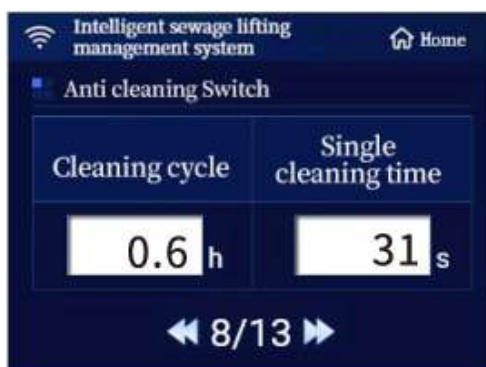 Intelligent sewage lifting
management system
Home
Anti cleaning Switch
Cleaning cycle
Single
cleaning time
0.6 h
31 s
8/13